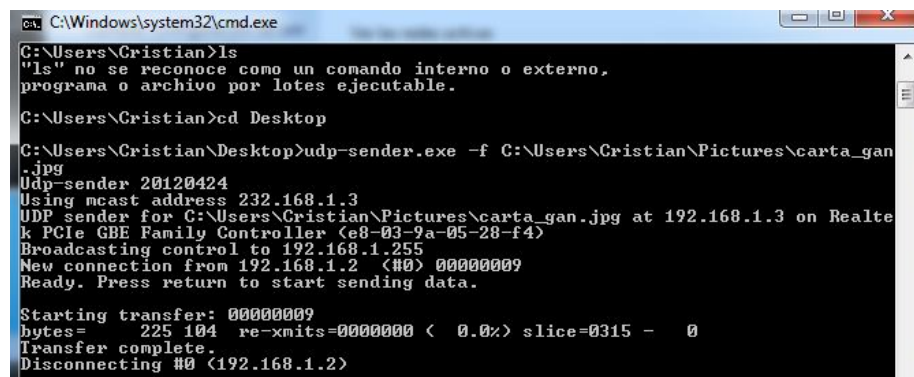 C:\Windows\system32\cmd.exe
C:\Users\Cristian>ls
"ls" no se reconoce como un comando interno o externo,
programa o archivo por lotes ejecutable.
C:\Users\Cristian>cd Desktop
C:\Users\Cristian\Desktop>udp-sender.exe -f C:\Users\Cristian\Pictures\carta_gan
.jpg
Udp-sender 20120424
Using mcast address 232.168.1.3
UDP sender for C:\Users\Cristian\Pictures\carta_gan.jpg at 192.168.1.3 on Realte
k PCIe GBE Family Controller (e8-03-9a-05-28-f4)
Broadcasting control to 192.168.1.255
New connection from 192.168.1.2  (#0) 00000009
Ready. Press return to start sending data.
Starting transfer: 00000009
bytes=     225 104  re-xmits=0000000 (  0.0%) slice=0315 -   0
Transfer complete.
Disconnecting #0 (192.168.1.2)